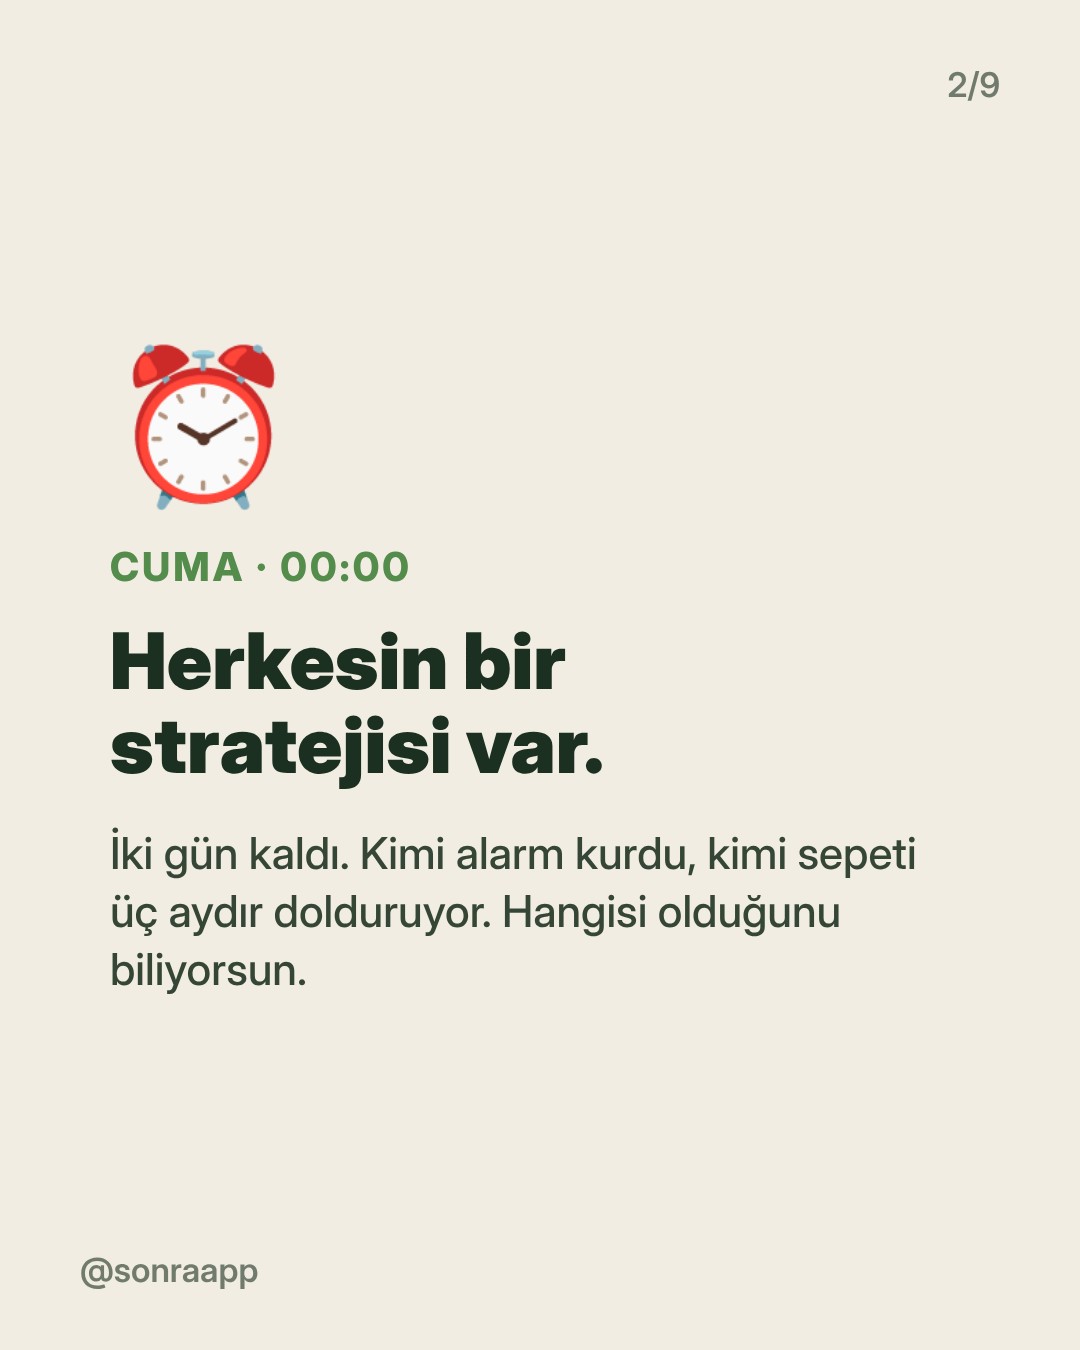 2/9
CUMA · 00:00
Herkesin bir
stratejisi var.
İki gün kaldı. Kimi alarm kurdu, kimi sepeti
üç aydır dolduruyor. Hangisi olduğunu
biliyorsun.
@sonraapp